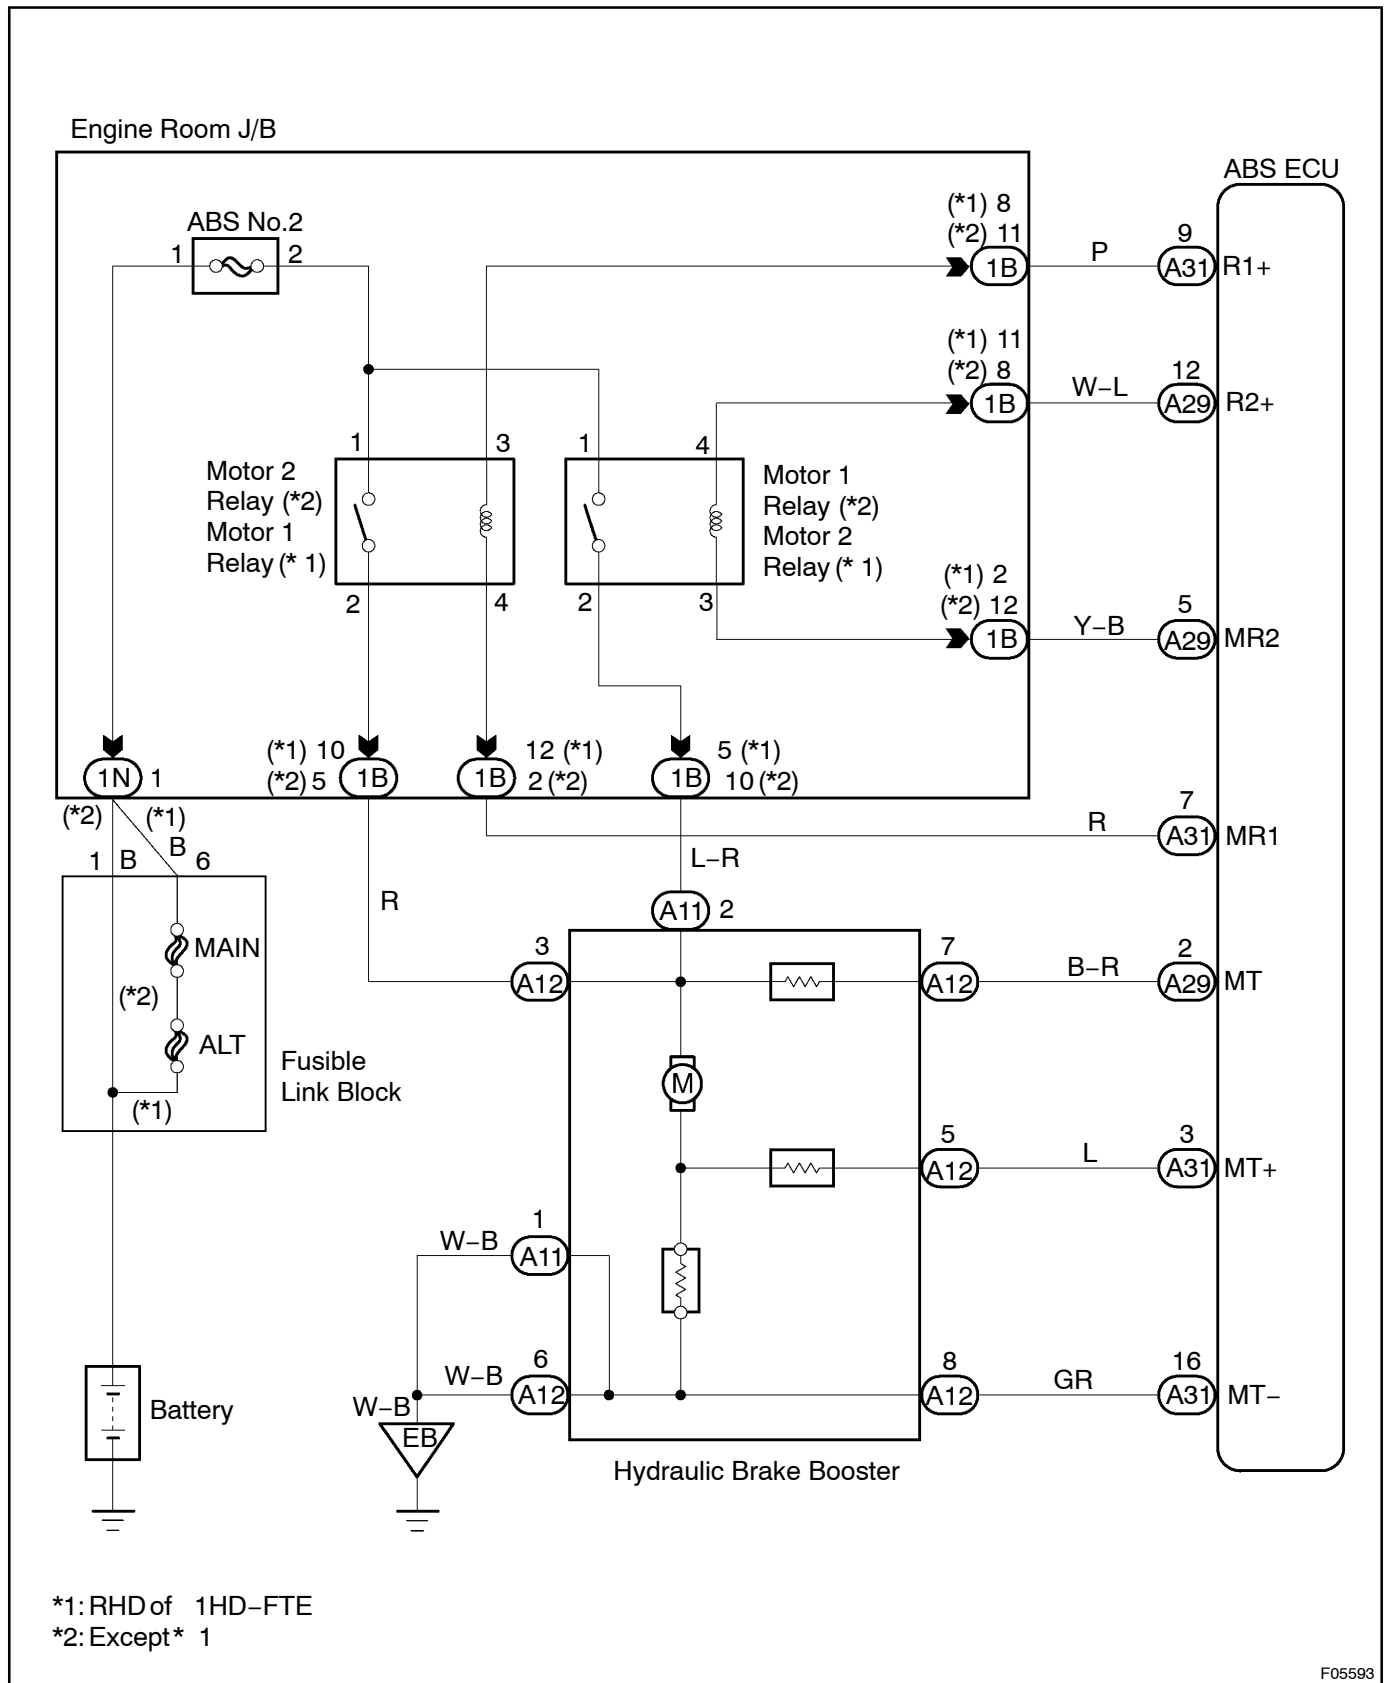 Engine Room J/B
ABS ECU
ABS No.2
1
2
(*1) 8
(*2) 11
1B
P
9
A31
R1+
(*1) 11
(*2) 8
1B
W-L
12
A29
R2+
1
3
1
4
Motor 2
Relay (*2)
Motor 1
Relay (* 1)
Motor 1
Relay (*2)
Motor 2
Relay (* 1)
2
4
2
3
(*1) 2
(*2) 12
1B
Y-B
5
A29
MR2
1N
1
(*1) 10
(*2) 5
1B
1B
12 (*1)
2 (*2)
1B
5 (*1)
10 (*2)
(*2)
(*1)
1
B
B
6
R
7
A31
MR1
L-R
R
A11
2
MAIN
(*2)
ALT
(*1)
Fusible
Link Block
3
A12
7
A12
B-R
2
A29
MT
M
5
A12
L
3
A31
MT+
W-B
1
A11
W-B
6
A12
8
A12
GR
16
A31
MT-
W-B
EB
Battery
Hydraulic Brake Booster
*1: RHD of 1HD-FTE
*2: Except * 1
F05593